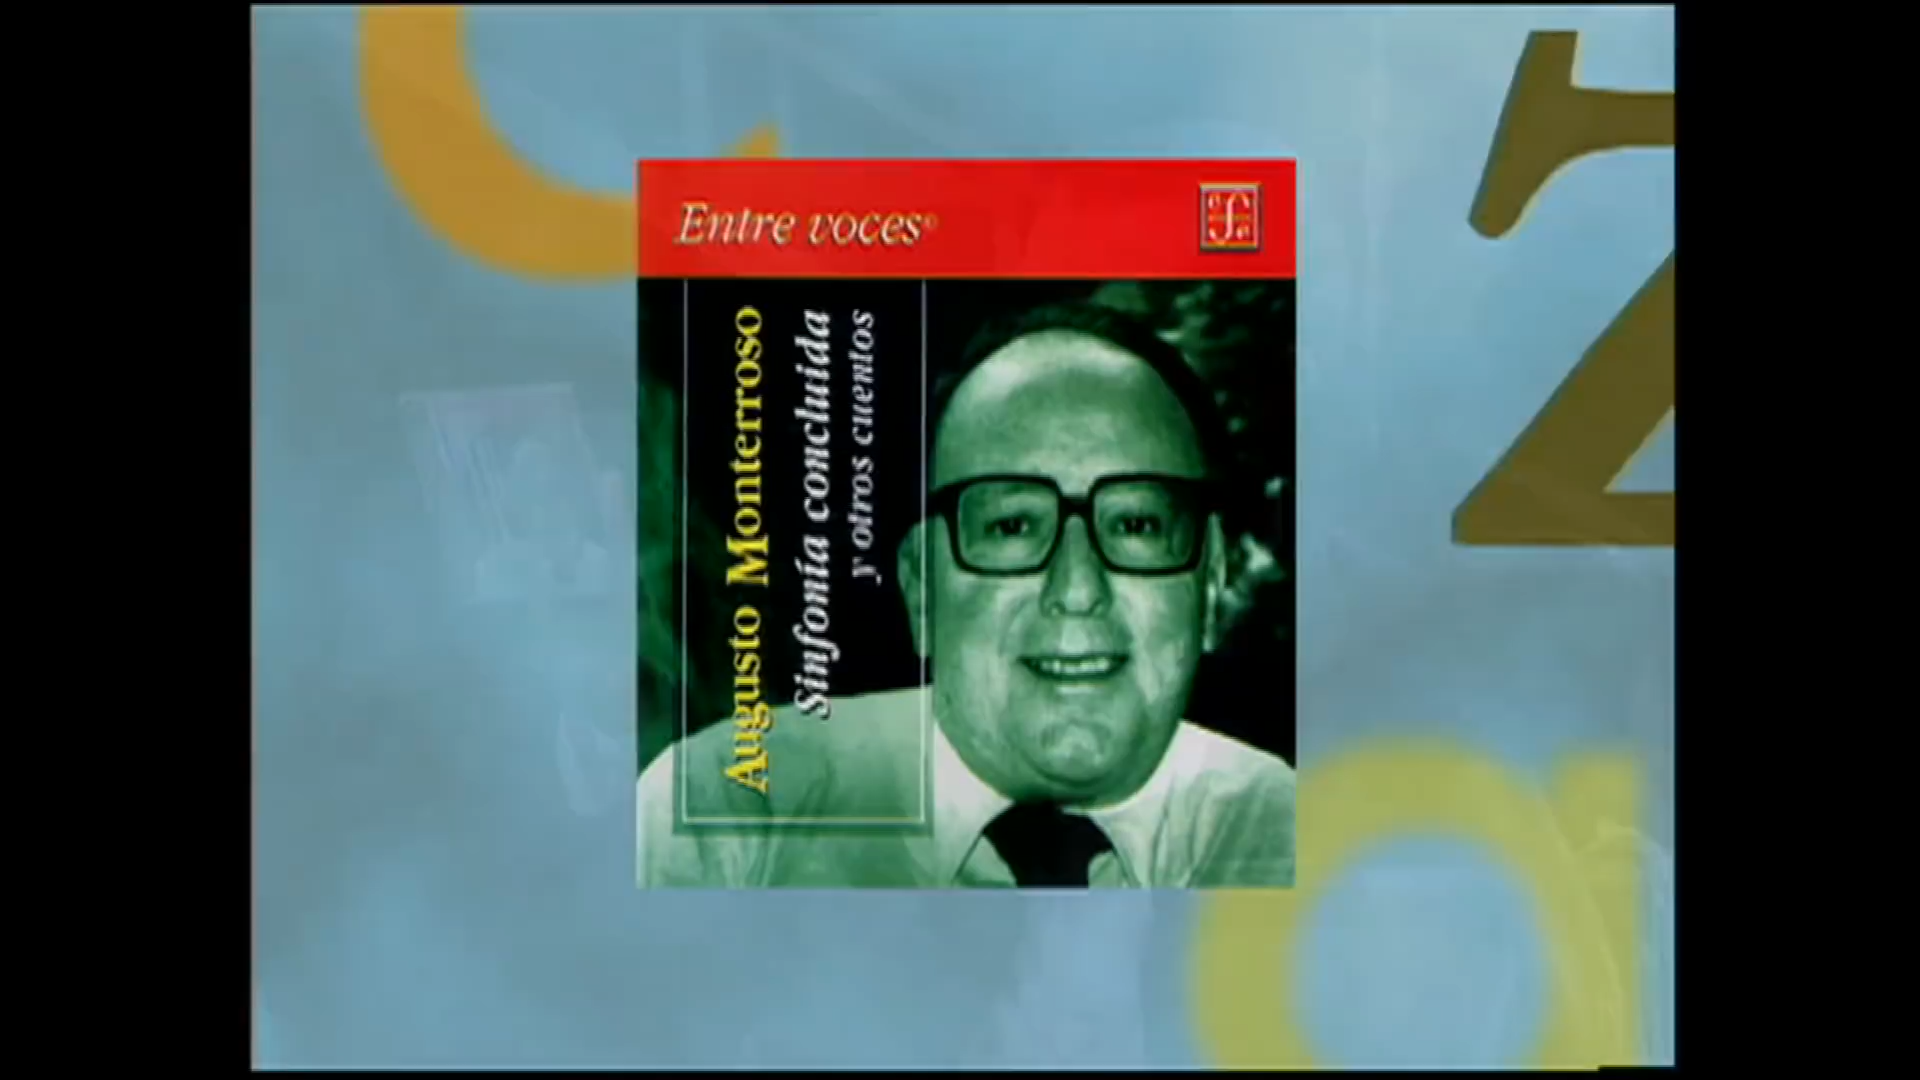 Entre voces®
Augusto Monterroso
Sinfonía concluida
y otros cuentos